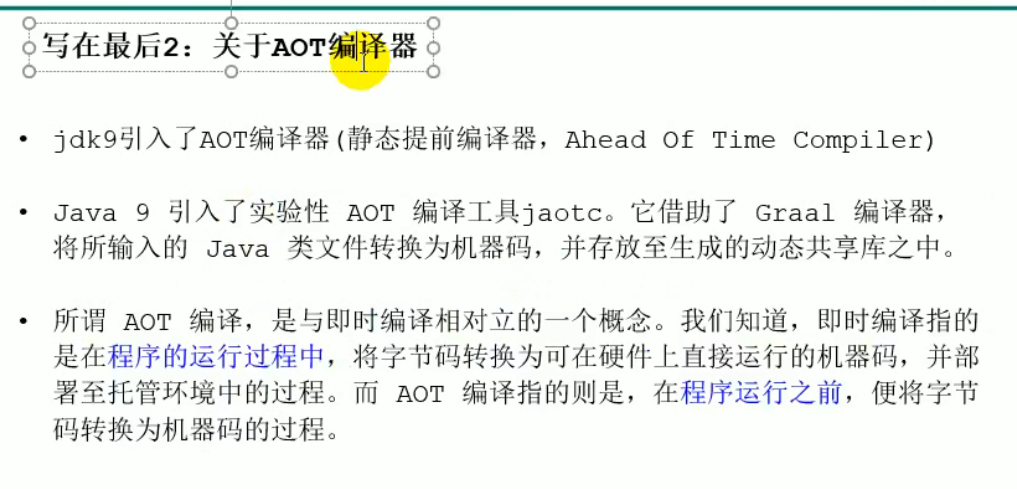 写在最后2：关于AOT编译器
• jdk9引入了AOT编译器(静态提前编译器，Ahead Of Time Compiler)
• Java 9 引入了实验性 AOT 编译工具jaotc。它借助了 Graal 编译器，
将所输入的 Java 类文件转换为机器码，并存放至生成的动态共享库之中。
• 所谓 AOT 编译，是与即时编译相对立的一个概念。我们知道，即时编译指的
是在程序的运行过程中，将字节码转换为可在硬件上直接运行的机器码，并部
署至托管环境中的过程。而 AOT 编译指的则是，在程序运行之前，便将字节
码转换为机器码的过程。